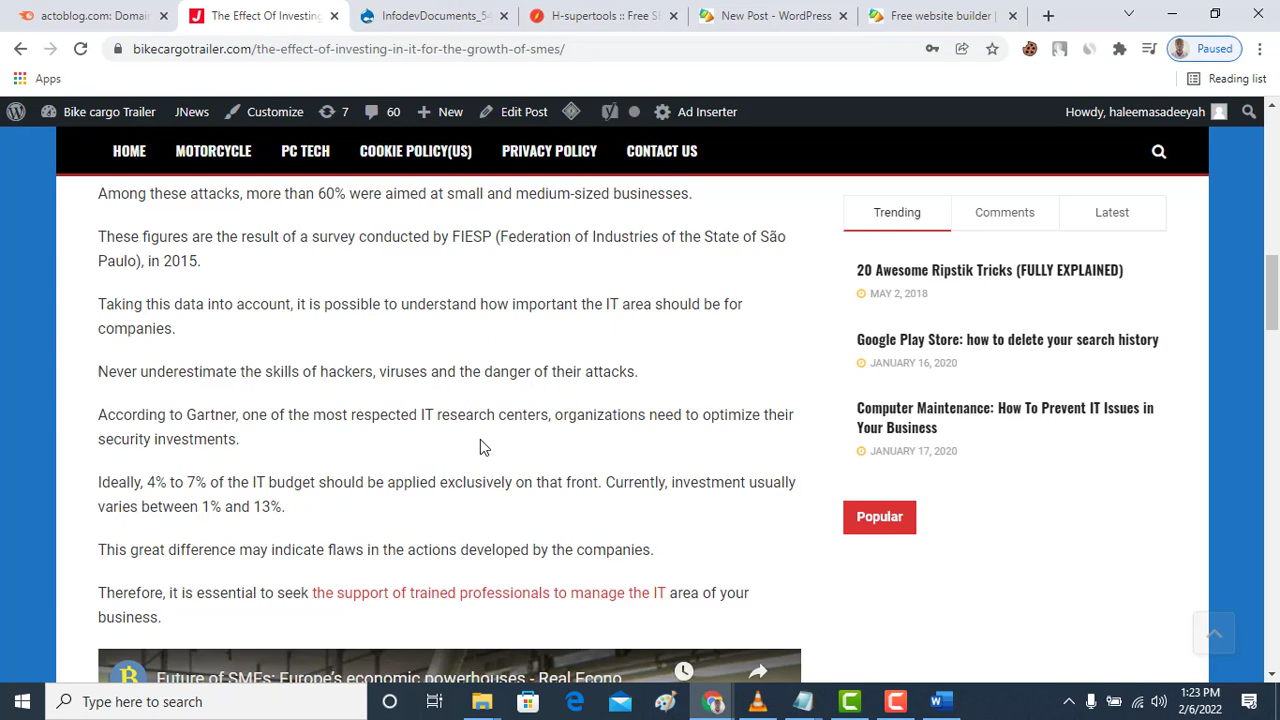 actoblog.com: Domain
The Effect Of Investing
InfodevDocuments_54
H-supertools :: Free S
New Post - WordPress
Free website builder |
bikecargotrailer.com/the-effect-of-investing-in-it-for-the-growth-of-smes/
Paused
Apps
Reading list
Bike cargo Trailer
JNews
Customize
7
60
New
Edit Post
Ad Inserter
Howdy, haleemasadeeyah
HOME
MOTORCYCLE
PC TECH
COOKIE POLICY(US)
PRIVACY POLICY
CONTACT US
Among these attacks, more than 60% were aimed at small and medium-sized businesses.
These figures are the result of a survey conducted by FIESP (Federation of Industries of the State of São
Paulo), in 2015.
Taking this data into account, it is possible to understand how important the IT area should be for
companies.
Never underestimate the skills of hackers, viruses and the danger of their attacks.
According to Gartner, one of the most respected IT research centers, organizations need to optimize their
security investments.
Ideally, 4% to 7% of the IT budget should be applied exclusively on that front. Currently, investment usually
varies between 1% and 13%.
This great difference may indicate flaws in the actions developed by the companies.
Therefore, it is essential to seek the support of trained professionals to manage the IT area of your
business.
Future of SMEs: Europe's economic powerhouses - Real Econo
Trending
Comments
Latest
20 Awesome Ripstik Tricks (FULLY EXPLAINED)
MAY 2, 2018
Google Play Store: how to delete your search history
JANUARY 16, 2020
Computer Maintenance: How To Prevent IT Issues in
Your Business
JANUARY 17, 2020
Popular
Type here to search
1:23 PM
2/6/2022